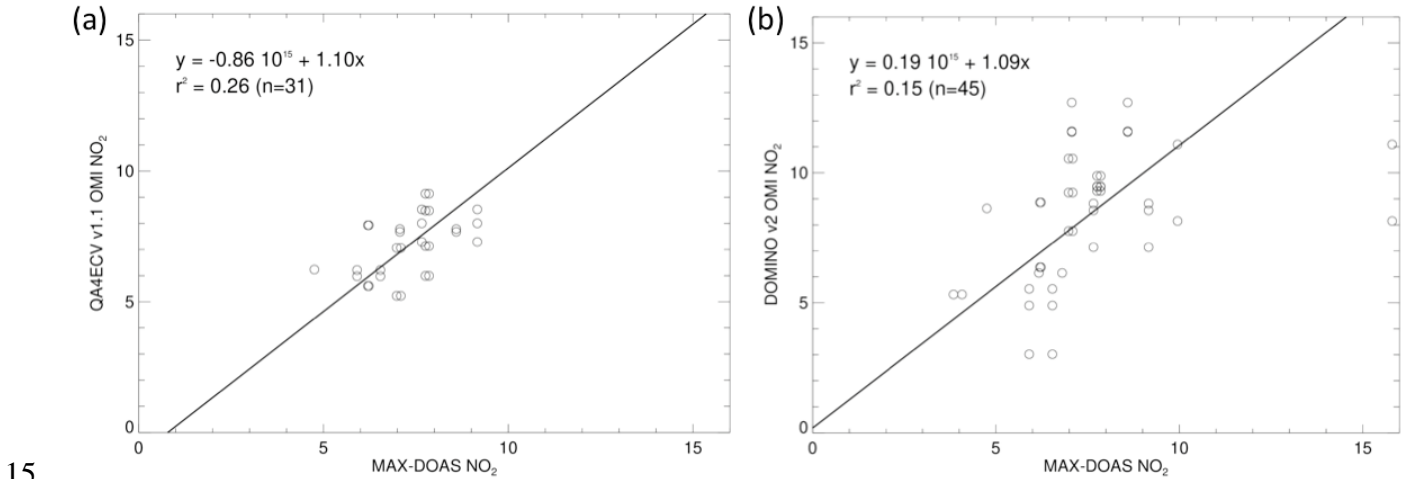 (a)
y = -0.86 10¹⁵ + 1.10x
r² = 0.26 (n=31)
QA4ECV v1.1 OMI NO₂
15
10
5
0
0 5 10 15
MAX-DOAS NO₂
(b)
y = 0.19 10¹⁵ + 1.09x
r² = 0.15 (n=45)
DOMINO v2 OMI NO₂
15
10
5
0
0 5 10 15
MAX-DOAS NO₂
15